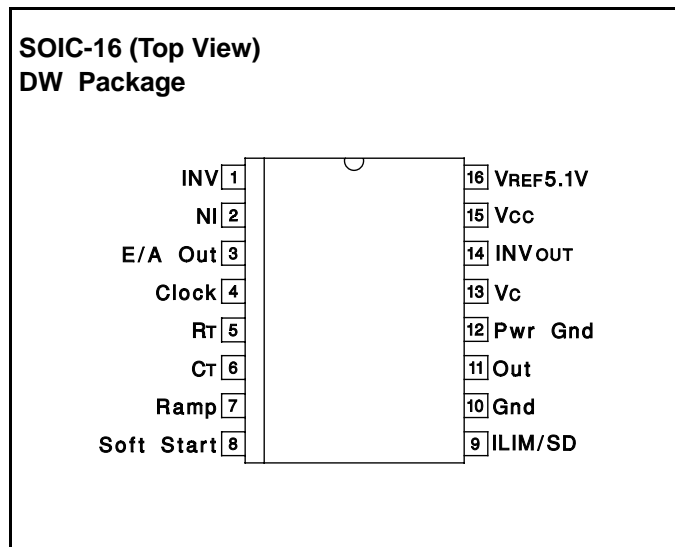 SOIC-16 (Top View)
DW Package
INV 1
NI 2
E/A Out 3
Clock 4
RT 5
CT 6
Ramp 7
Soft Start 8
16 VREF5.1V
15 VCC
14 INVOUT
13 VC
12 Pwr Gnd
11 Out
10 Gnd
9 ILIM/SD